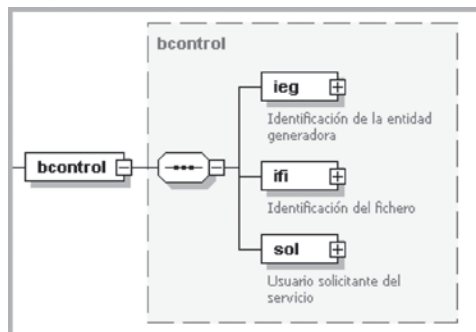 bcontrol
ieg
Identificación de la entidad
generadora
bcontrol
ifi
Identificación del fichero
sol
Usuario solicitante del
servicio